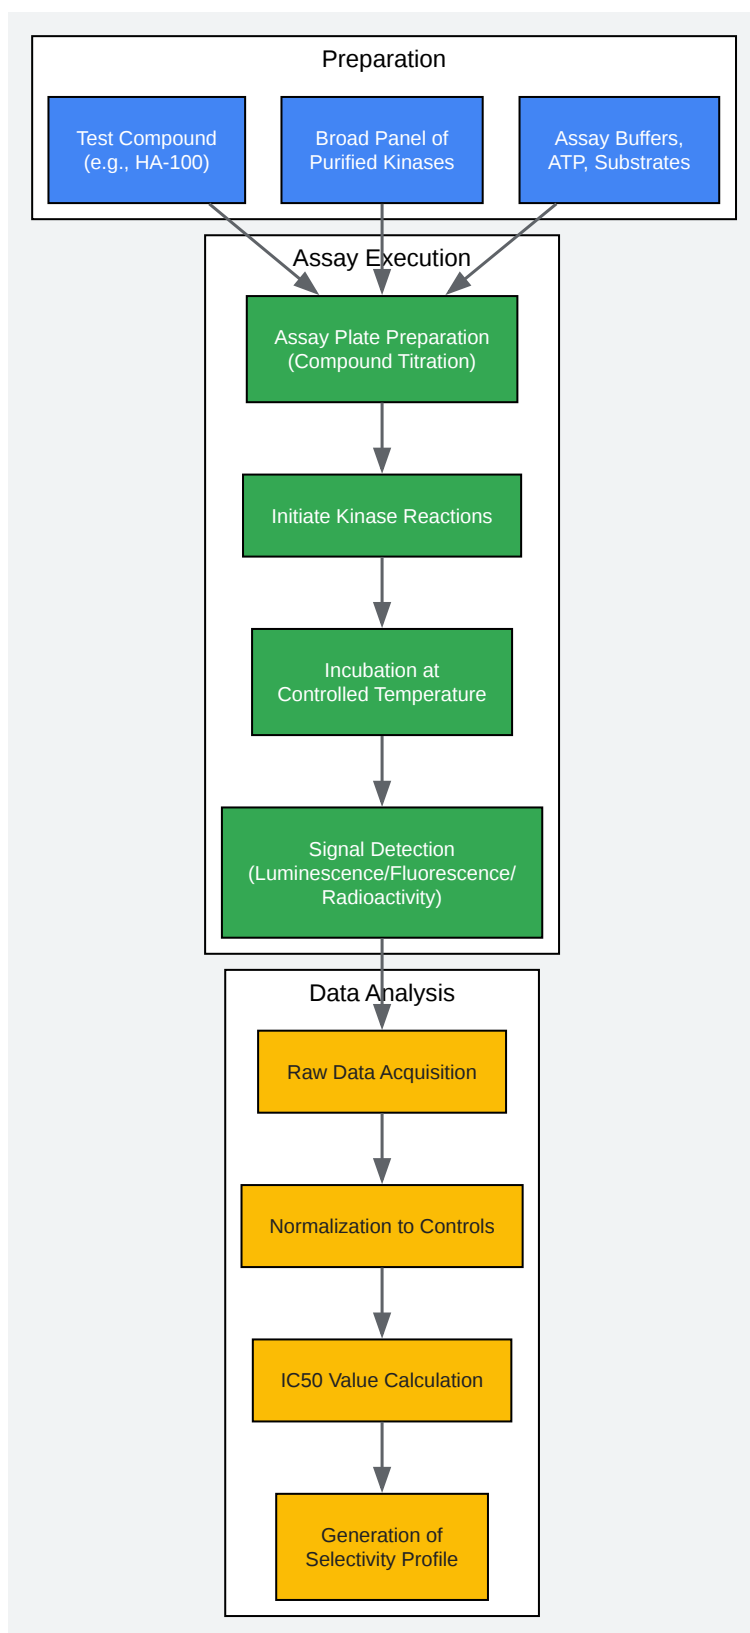 Preparation
Test Compound
(e.g., HA-100)
Broad Panel of
Purified Kinases
Assay Buffers,
ATP, Substrates
Assay Execution
Assay Plate Preparation
(Compound Titration)
Initiate Kinase Reactions
Incubation at
Controlled Temperature
Signal Detection
(Luminescence/Fluorescence/
Radioactivity)
Data Analysis
Raw Data Acquisition
Normalization to Controls
IC50 Value Calculation
Generation of
Selectivity Profile